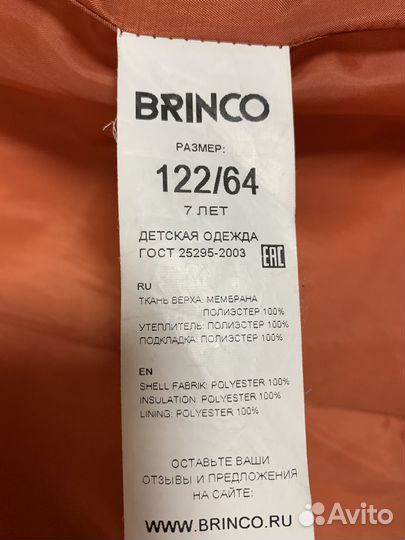 BRINCO
РАЗМЕР:
122/64
7 ЛЕТ
ДЕТСКАЯ ОДЕЖДА
ГОСТ 25295-2003 EAC
RU
ТКАНЬ ВЕРХА: МЕМБРАНА
ПОЛИЭСТЕР 100%
УТЕПЛИТЕЛЬ: ПОЛИЭСТЕР 100%
ПОДКЛАДКА: ПОЛИЭСТЕР 100%
EN
SHELL FABRIK: POLYESTER 100%
INSULATION: POLYESTER 100%
LINING: POLYESTER 100%
ОСТАВЬТЕ ВАШИ
ОТЗЫВЫ И ПРЕДЛОЖЕНИЯ
НА САЙТЕ:
WWW.BRINCO.RU
Avito